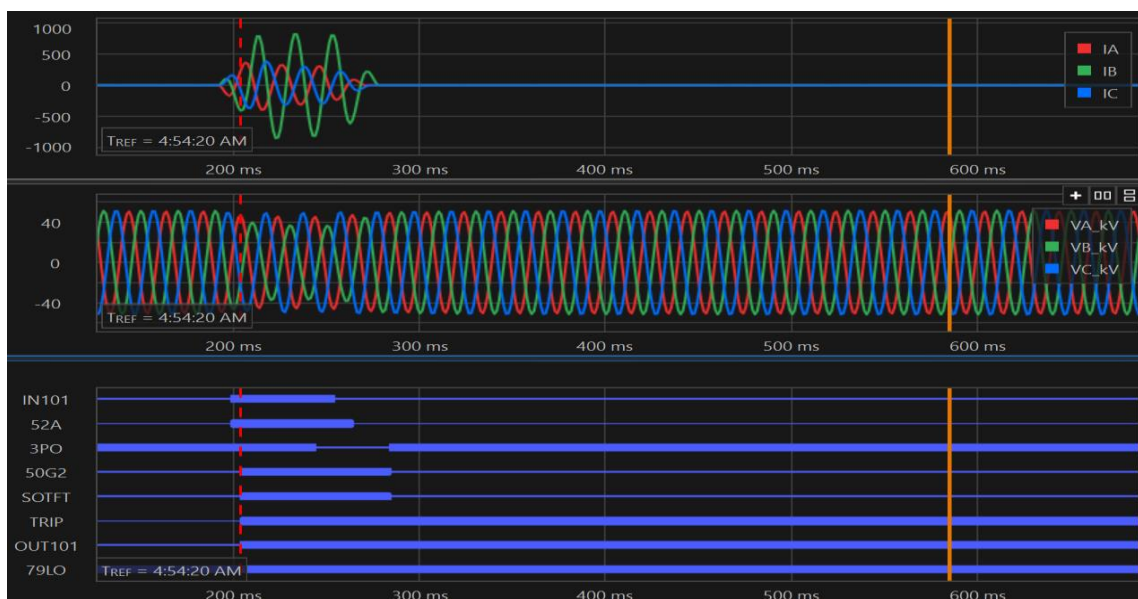 1000
500
0
-500
-1000
IA
IB
IC
TREF = 4:54:20 AM
200 ms
300 ms
400 ms
500 ms
600 ms
40
0
-40
VA_kV
VB_kV
VC_kV
TREF = 4:54:20 AM
200 ms
300 ms
400 ms
500 ms
600 ms
IN101
52A
3PO
50G2
SOTFT
TRIP
OUT101
79LO
TREF = 4:54:20 AM
200 ms
300 ms
400 ms
500 ms
600 ms